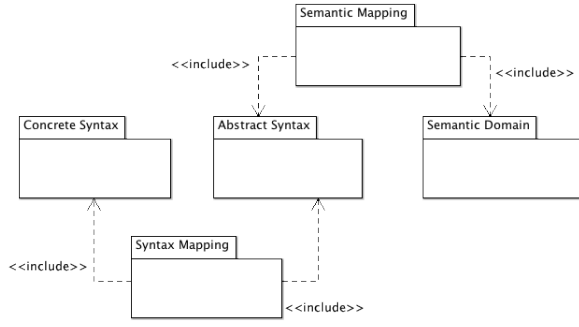 Semantic Mapping
<<include>>
<<include>>
Concrete Syntax
Abstract Syntax
Semantic Domain
Syntax Mapping
<<include>>
<<include>>